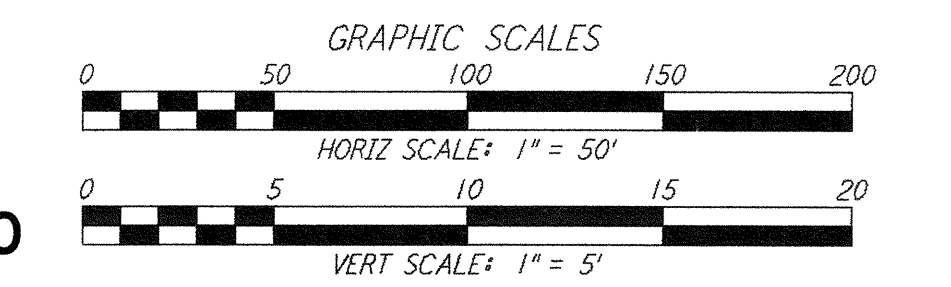 GRAPHIC SCALES
0 50 100 150 200
HORIZ SCALE: 1" = 50'
0 5 10 15 20
VERT SCALE: 1" = 5'